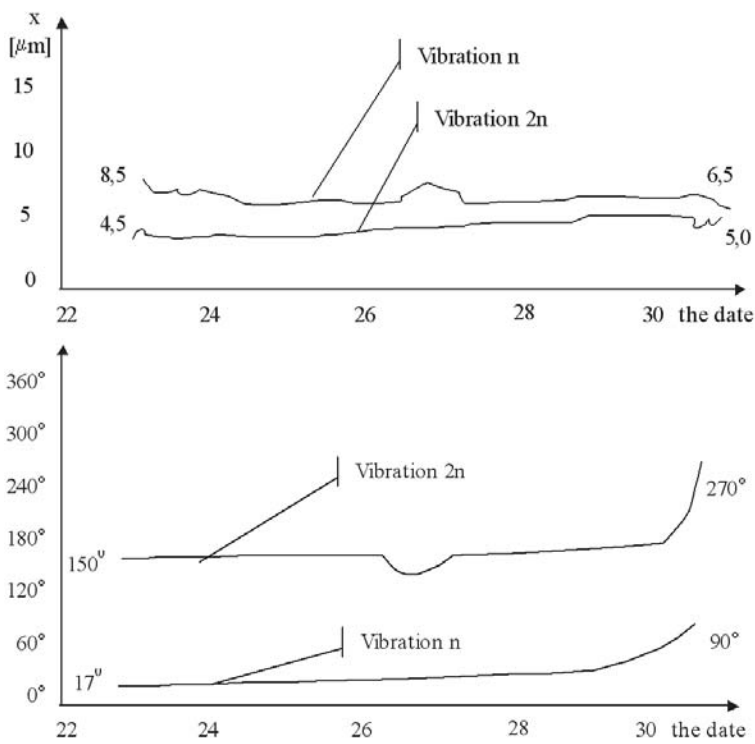 x
[μm]
15
10
5
0
Vibration n
Vibration 2n
8,5
6,5
4,5
5,0
22 24 26 28 30 the date
360°
300°
240°
180°
120°
60°
0°
Vibration 2n
270°
150°
Vibration n
17°
90°
22 24 26 28 30 the date